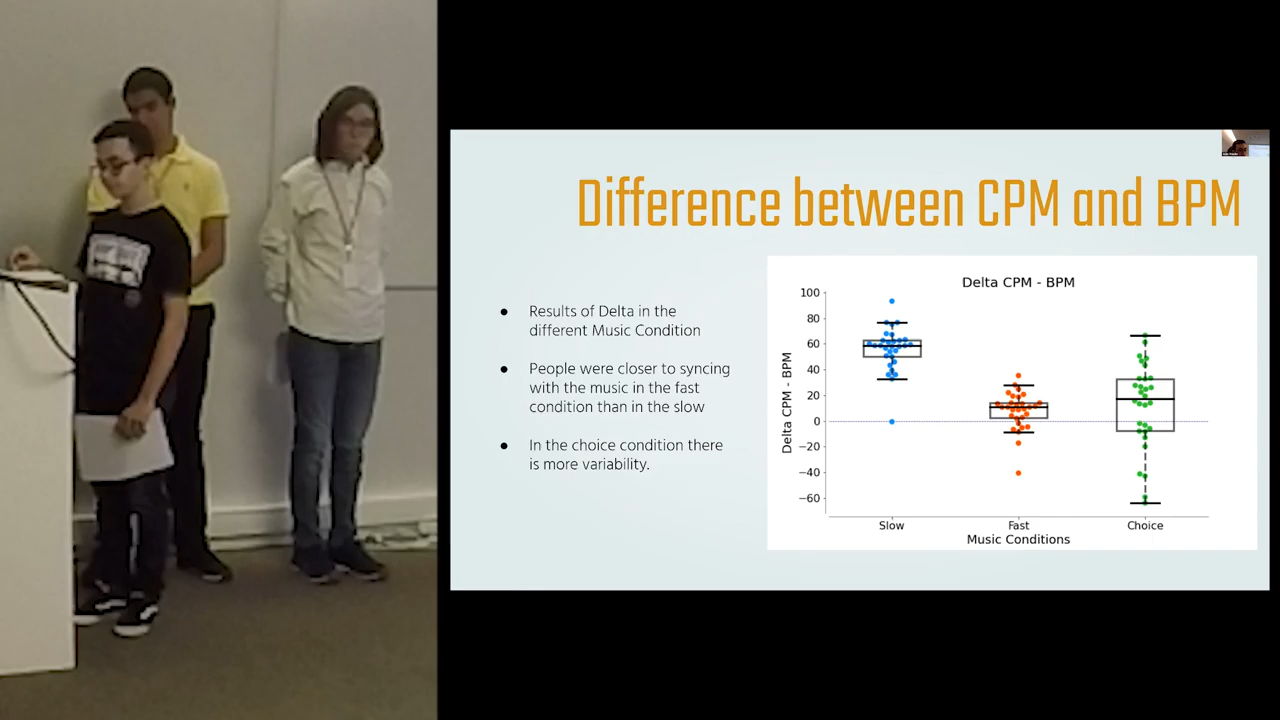 Difference between CPM and BPM
● Results of Delta in the
different Music Condition
● People were closer to syncing
with the music in the fast
condition than in the slow
● In the choice condition there
is more variability.
Delta CPM - BPM
Delta CPM - BPM
100
80
60
40
20
0
−20
−40
−60
Slow Fast Choice
Music Conditions